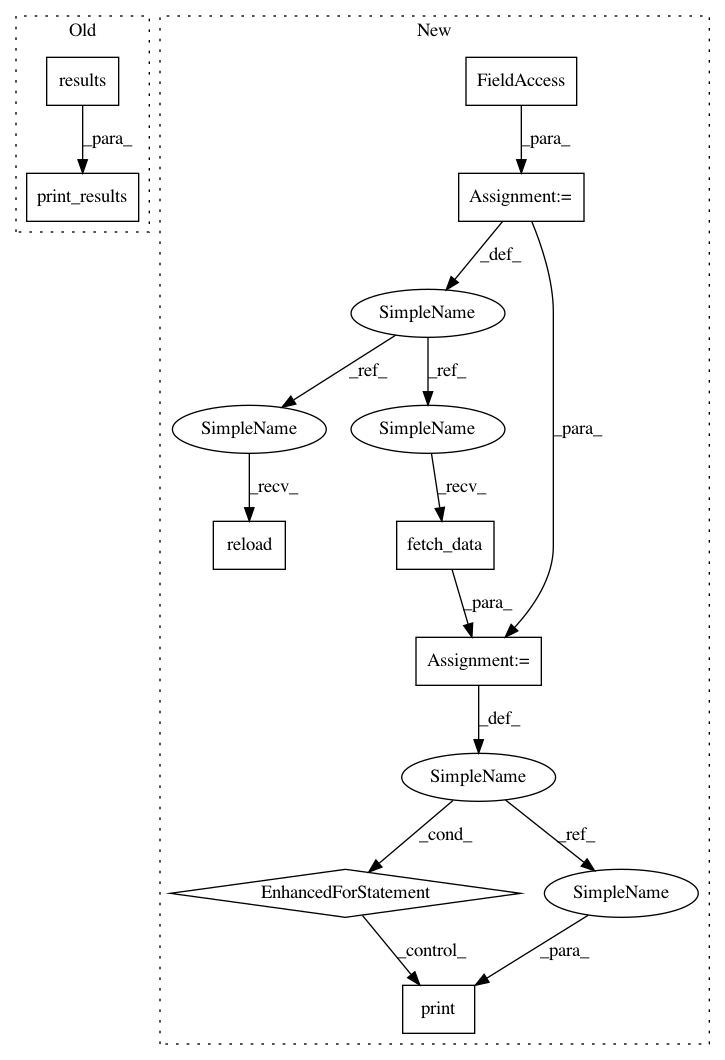 Old
New
results
FieldAccess
_para_
_para_
print_results
Assignment:=
_def_
SimpleName
_ref_
_ref_
_para_
SimpleName
SimpleName
_recv_
_recv_
reload
fetch_data
_para_
Assignment:=
_def_
SimpleName
_cond_
_ref_
EnhancedForStatement
SimpleName
_control_
_para_
print